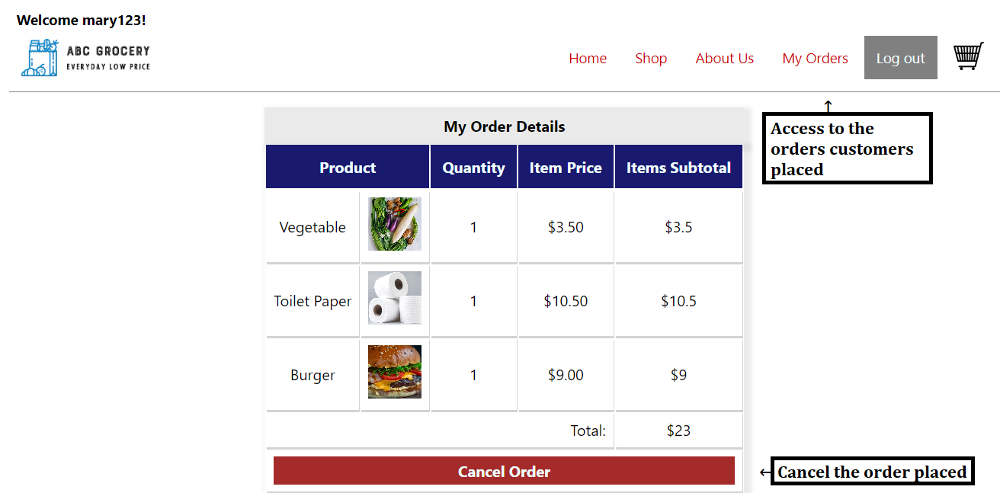 Welcome mary123!
ABC GROCERY
EVERYDAY LOW PRICE
Home Shop About Us My Orders Log out
Access to the
orders customers
placed
My Order Details
Product Quantity Item Price Items Subtotal
Vegetable 1 $3.50 $3.5
Toilet Paper 1 $10.50 $10.5
Burger 1 $9.00 $9
Total: $23
Cancel Order
Cancel the order placed